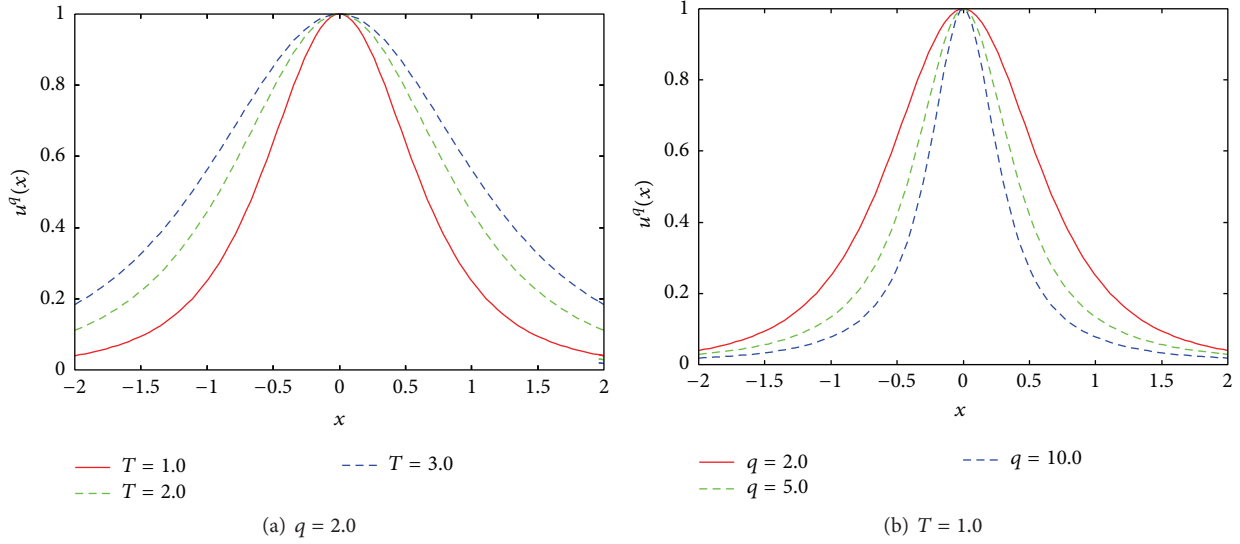 1
0.8
0.6
0.4
0.2
0
u^q(x)
−2 −1.5 −1 −0.5 0 0.5 1 1.5 2
x
T = 1.0
T = 2.0
T = 3.0
(a) q = 2.0
1
0.8
0.6
0.4
0.2
0
u^q(x)
−2 −1.5 −1 −0.5 0 0.5 1 1.5 2
x
q = 2.0
q = 5.0
q = 10.0
(b) T = 1.0